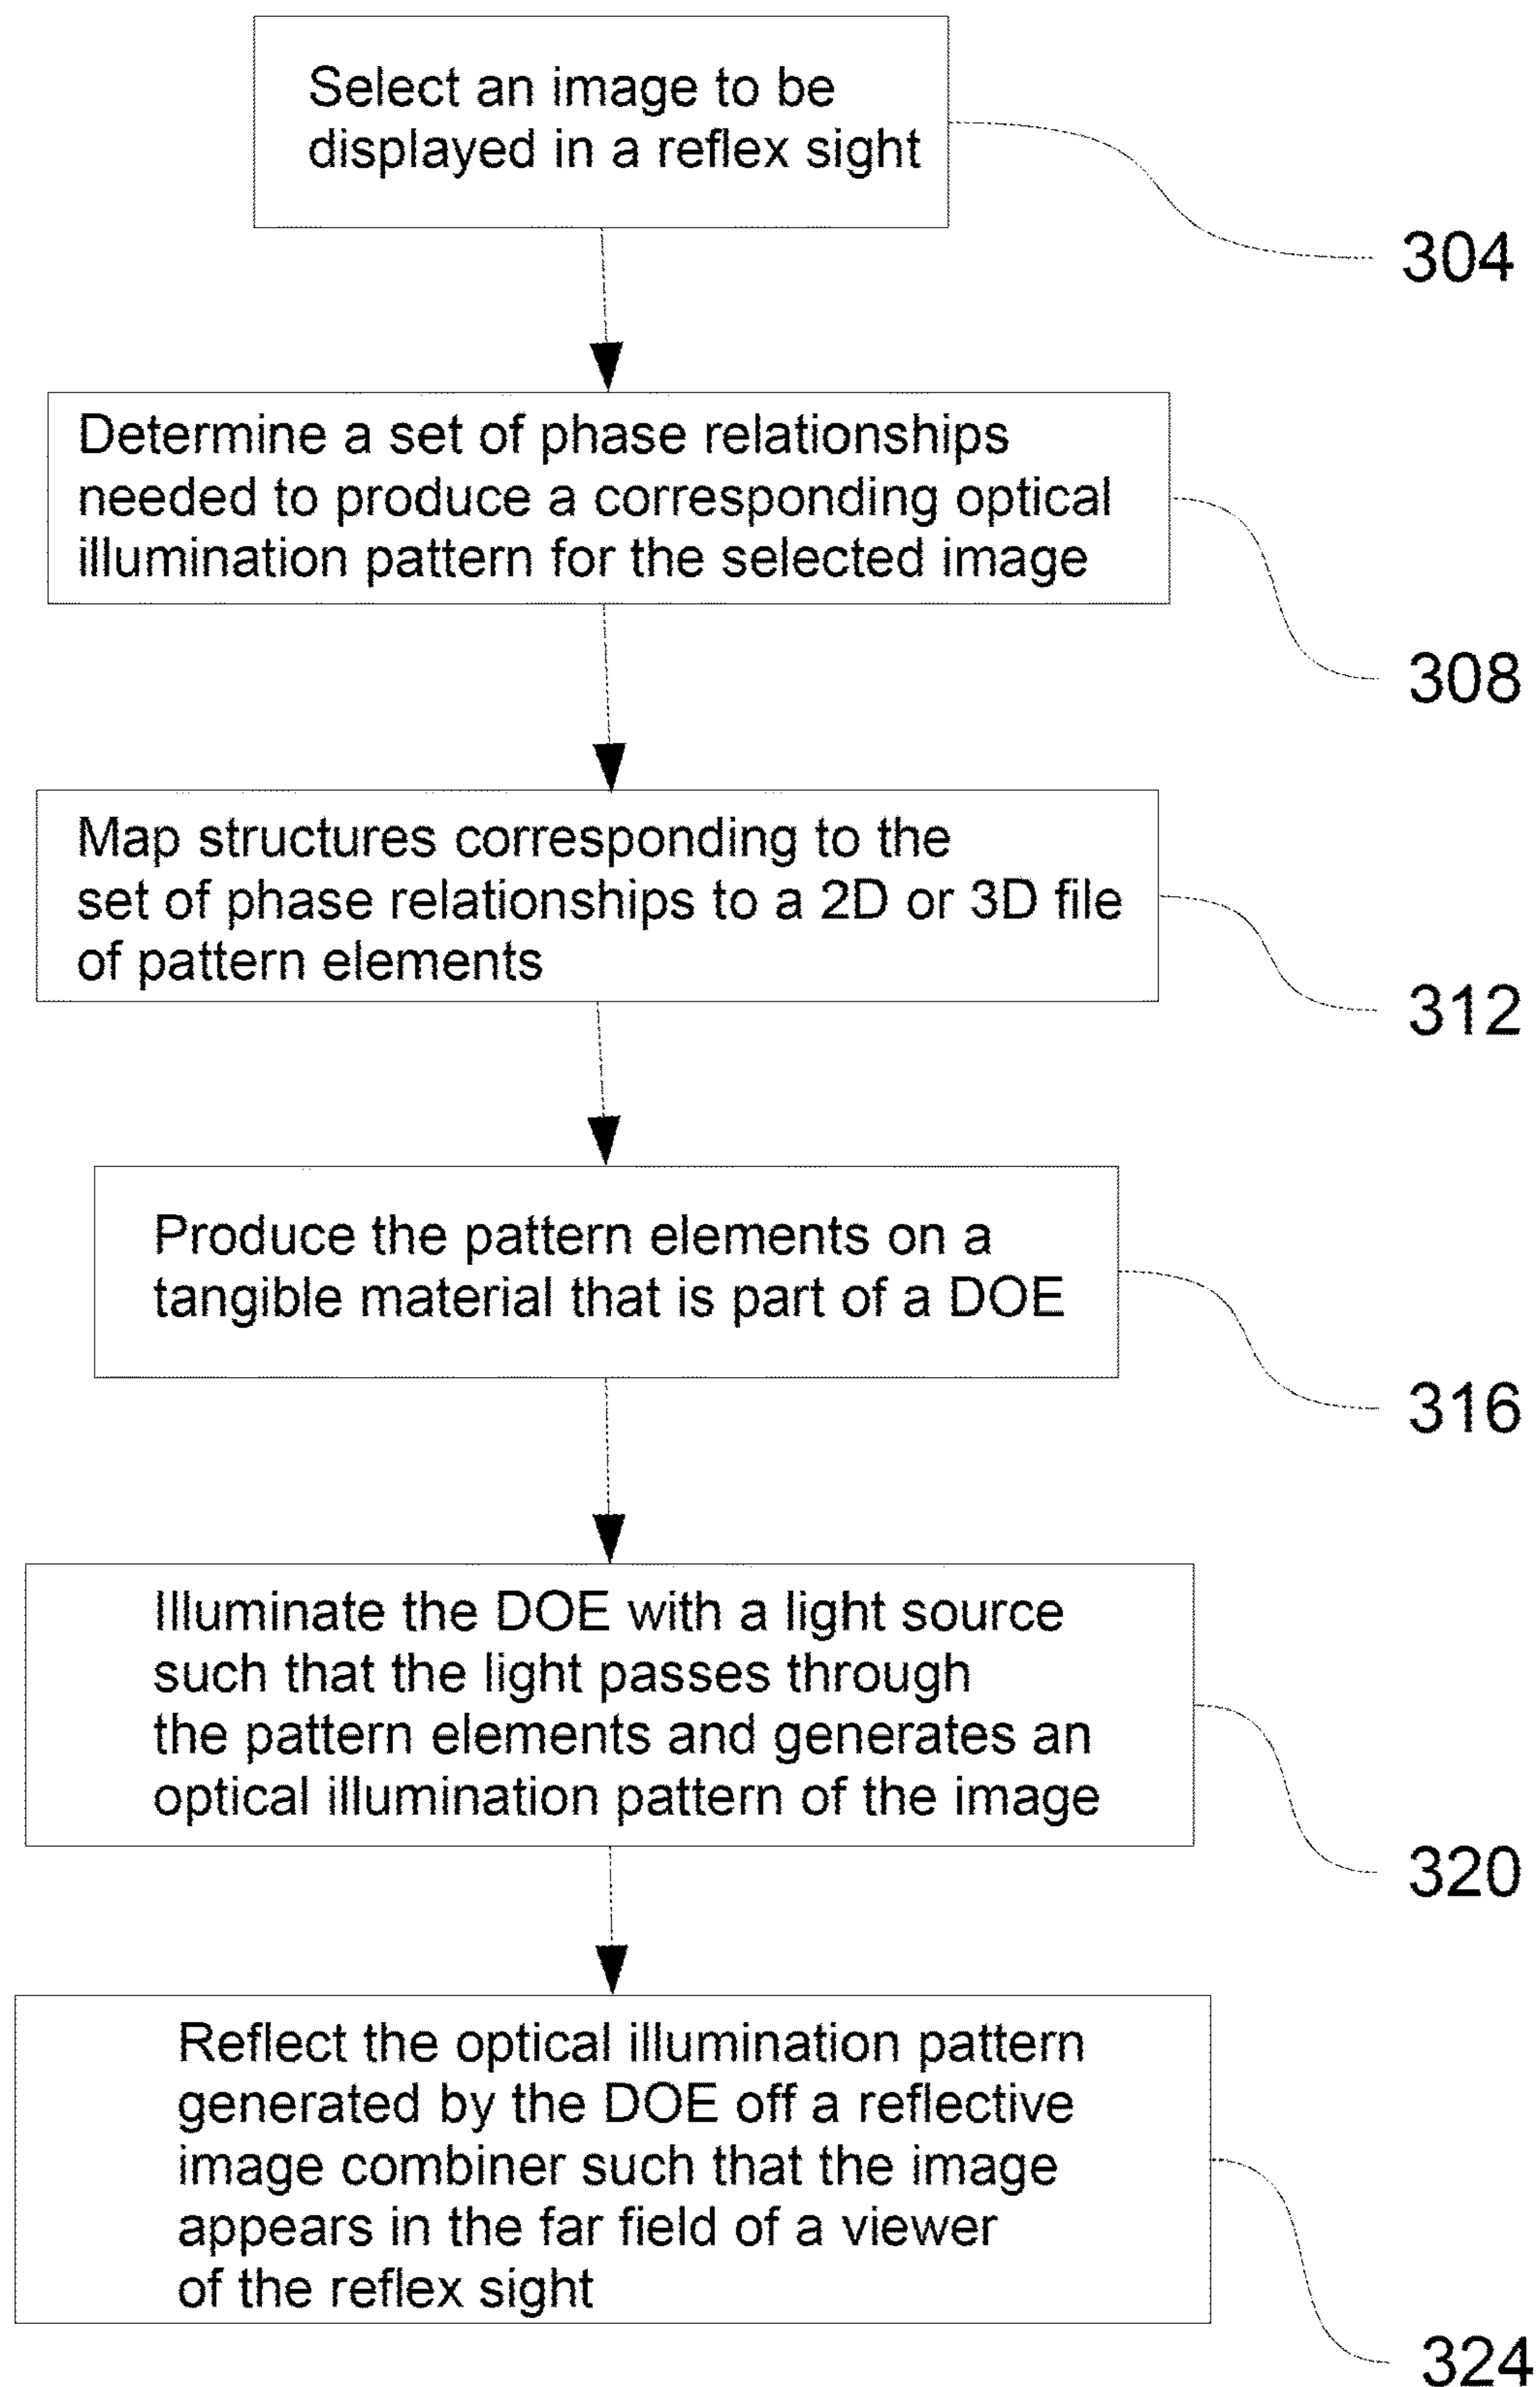 Select an image to be
displayed in a reflex sight
304
Determine a set of phase relationships
needed to produce a corresponding optical
illumination pattern for the selected image
308
Map structures corresponding to the
set of phase relationships to a 2D or 3D file
of pattern elements
312
Produce the pattern elements on a
tangible material that is part of a DOE
316
Illuminate the DOE with a light source
such that the light passes through
the pattern elements and generates an
optical illumination pattern of the image
320
Reflect the optical illumination pattern
generated by the DOE off a reflective
image combiner such that the image
appears in the far field of a viewer
of the reflex sight
324